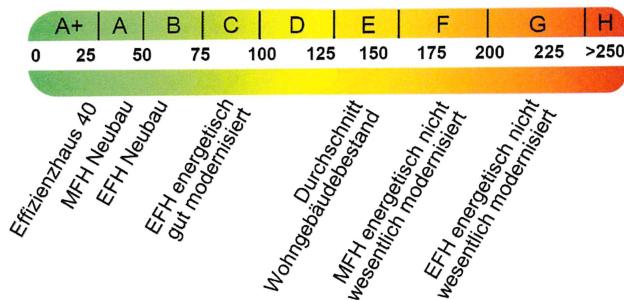 A+ | A | B | C | D | E | F | G | H
0 25 50 75 100 125 150 175 200 225 >250
Effizienzhaus 40
MFH Neubau
EFH Neubau
EFH energetisch
gut modernisiert
Durchschnitt
Wohngebäudebestand
MFH energetisch nicht
wesentlich modernisiert
EFH energetisch nicht
wesentlich modernisiert